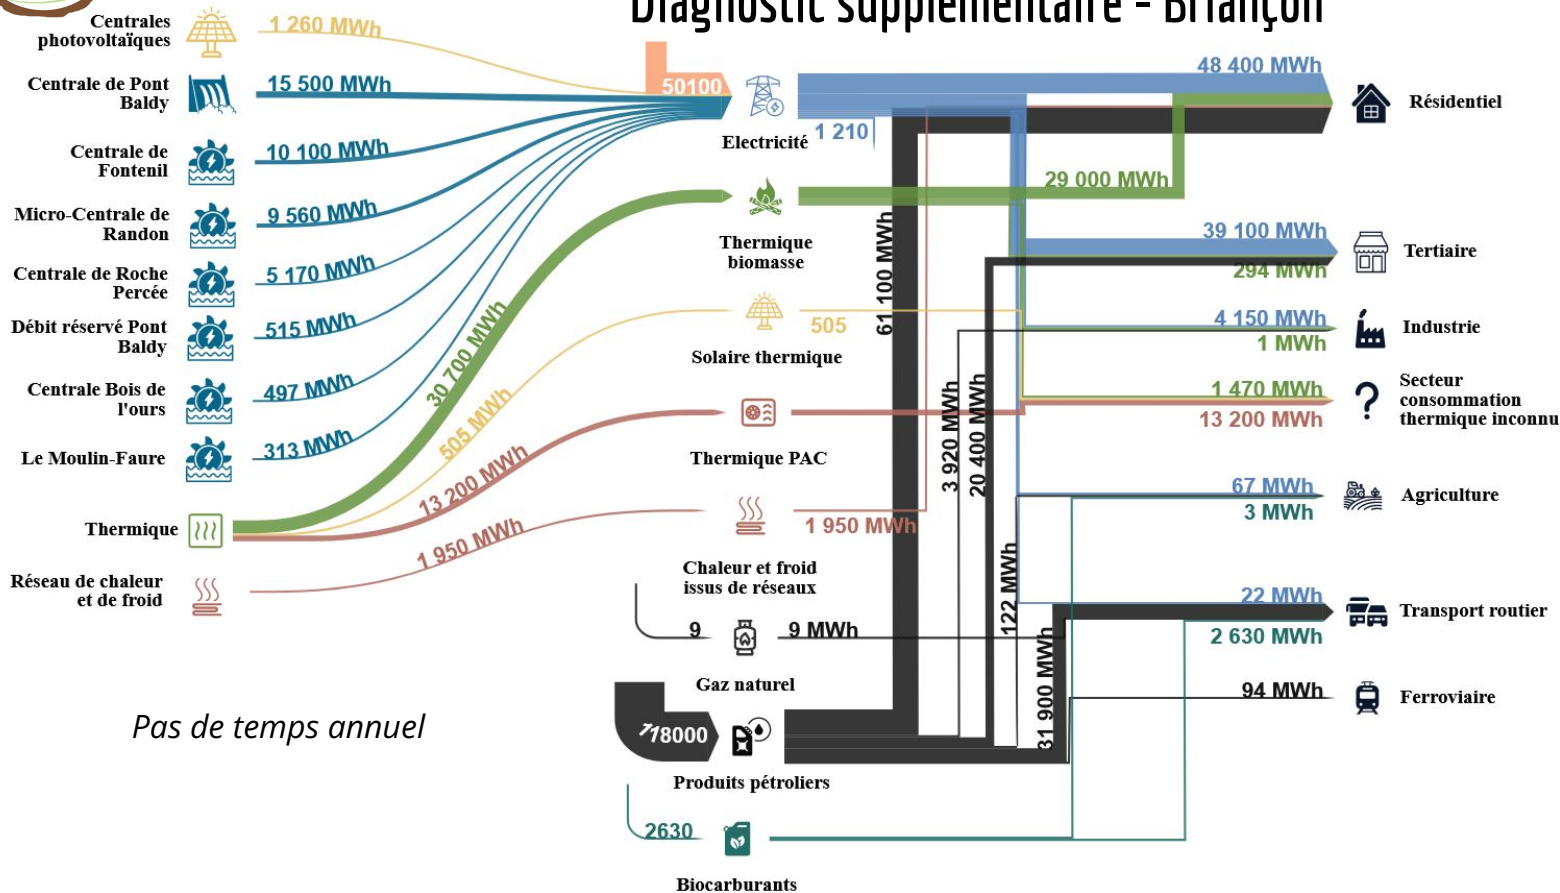 Diagnostic supplémentaire - Briançon
Centrales
photovoltaïques
1 260 MWh
Centrale de Pont
Baldy
15 500 MWh
Centrale de
Fontenil
10 100 MWh
Micro-Centrale de
Randon
9 560 MWh
Centrale de Roche
Percée
5 170 MWh
Débit réservé Pont
Baldy
515 MWh
Centrale Bois de
l'ours
497 MWh
Le Moulin-Faure
313 MWh
Thermique
30 700 MWh
505 MWh
13 200 MWh
Réseau de chaleur
et de froid
1 950 MWh
Pas de temps annuel
50100
Electricité
1 210
Thermique
biomasse
29 000 MWh
Solaire thermique
505
Thermique PAC
Chaleur et froid
issus de réseaux
1 950 MWh
9
9 MWh
Gaz naturel
118000
Produits pétroliers
2630
Biocarburants
61 100 MWh
3 920 MWh
20 400 MWh
122 MWh
31 900 MWh
48 400 MWh
Résidentiel
39 100 MWh
294 MWh
Tertiaire
4 150 MWh
1 MWh
Industrie
1 470 MWh
13 200 MWh
Secteur
consommation
thermique inconnu
67 MWh
3 MWh
Agriculture
22 MWh
2 630 MWh
Transport routier
94 MWh
Ferroviaire